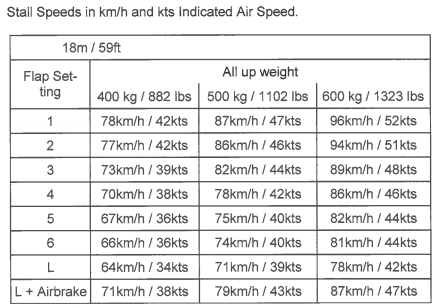 Stall Speeds in km/h and kts Indicated Air Speed.
18m / 59ft
Flap Set-
ting
All up weight
400 kg / 882 lbs 500 kg / 1102 lbs 600 kg / 1323 lbs
1 78km/h / 42kts 87km/h / 47kts 96km/h / 52kts
2 77km/h / 42kts 86km/h / 46kts 94km/h / 51kts
3 73km/h / 39kts 82km/h / 44kts 89km/h / 48kts
4 70km/h / 38kts 78km/h / 42kts 86km/h / 46kts
5 67km/h / 36kts 75km/h / 40kts 82km/h / 44kts
6 66km/h / 36kts 74km/h / 40kts 81km/h / 44kts
L 64km/h / 34kts 71km/h / 39kts 78km/h / 42kts
L + Airbrake 71km/h / 38kts 79km/h / 43kts 87km/h / 47kts